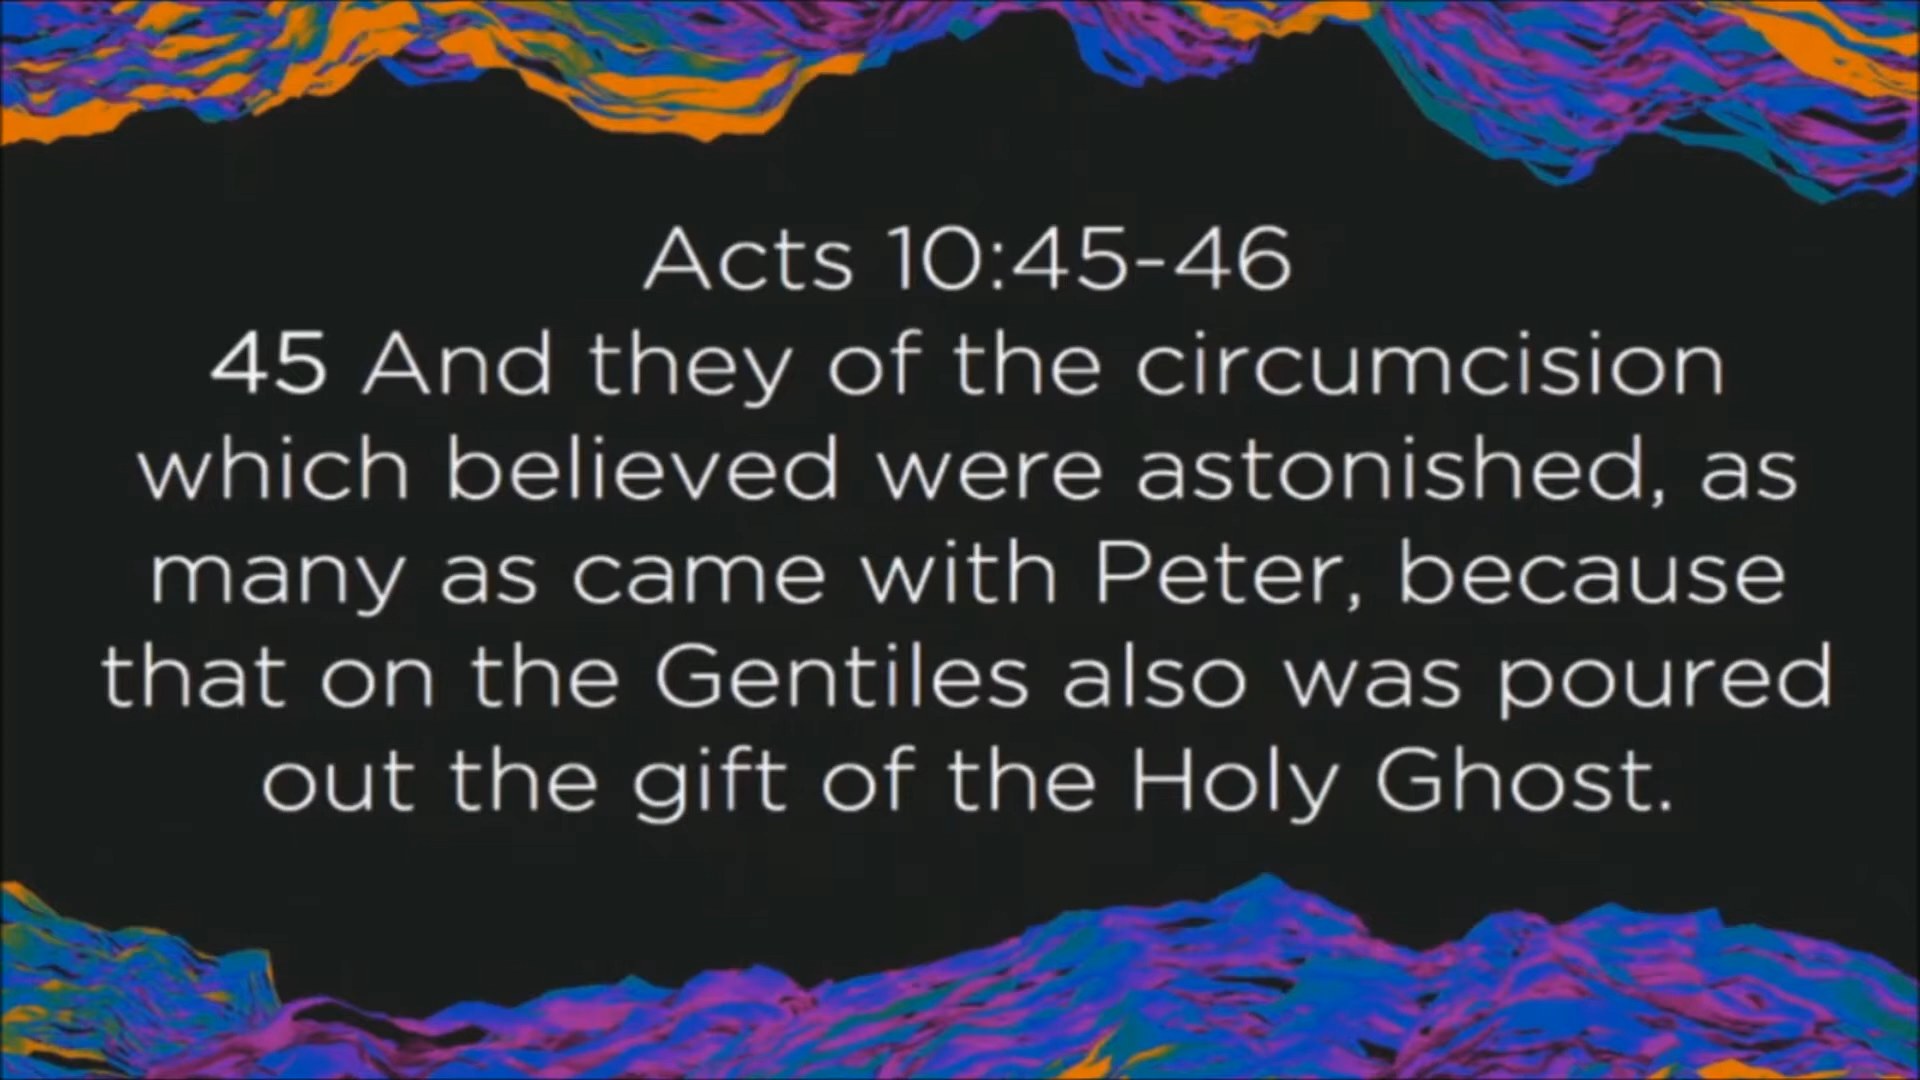 Acts 10:45-46
45 And they of the circumcision
which believed were astonished, as
many as came with Peter, because
that on the Gentiles also was poured
out the gift of the Holy Ghost.